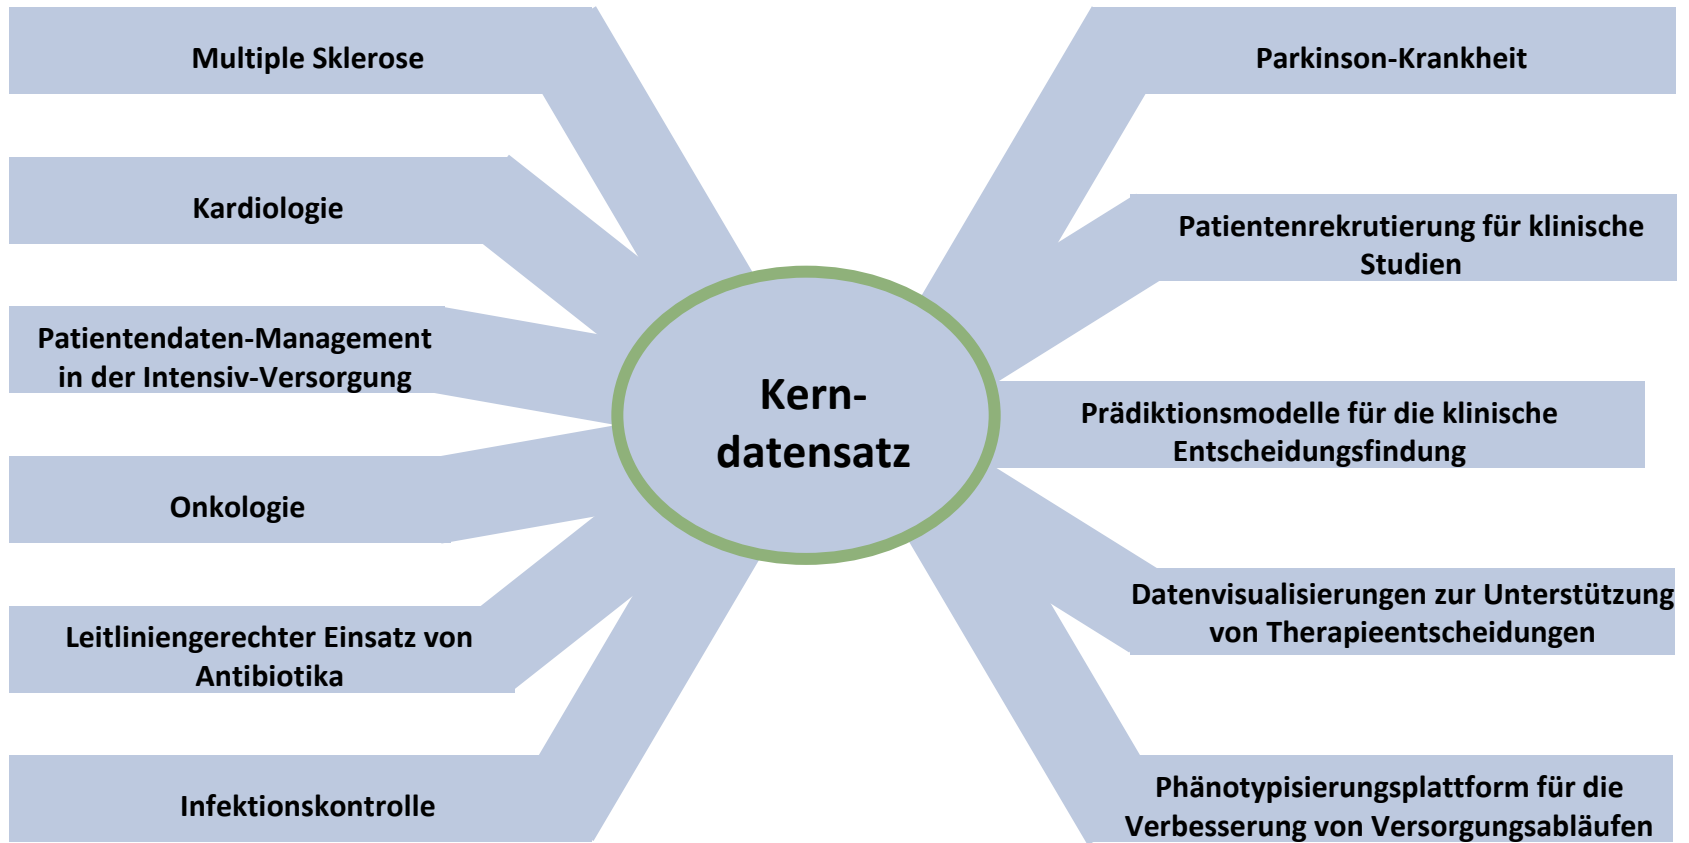 Multiple Sklerose
Kardiologie
Patientendaten-Management
in der Intensiv-Versorgung
Onkologie
Leitliniengerechter Einsatz von
Antibiotika
Infektionskontrolle
Kern-
datensatz
Parkinson-Krankheit
Patientenrekrutierung für klinische
Studien
Prädiktionsmodelle für die klinische
Entscheidungsfindung
Datenvisualisierungen zur Unterstützung
von Therapieentscheidungen
Phänotypisierungsplattform für die
Verbesserung von Versorgungsabläufen